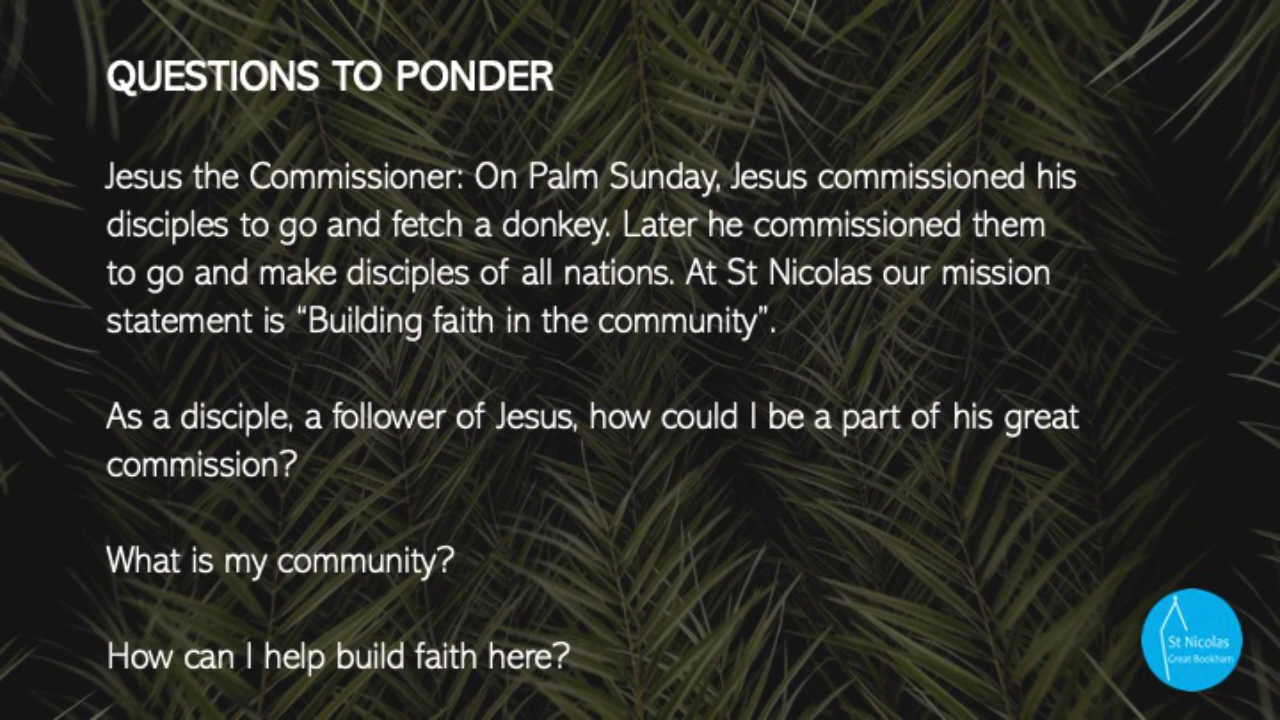 QUESTIONS TO PONDER
Jesus the Commissioner: On Palm Sunday, Jesus commissioned his
disciples to go and fetch a donkey. Later he commissioned them
to go and make disciples of all nations. At St Nicolas our mission
statement is “Building faith in the community”.
As a disciple, a follower of Jesus, how could I be a part of his great
commission?
What is my community?
How can I help build faith here?
St Nicolas
Great Bookham